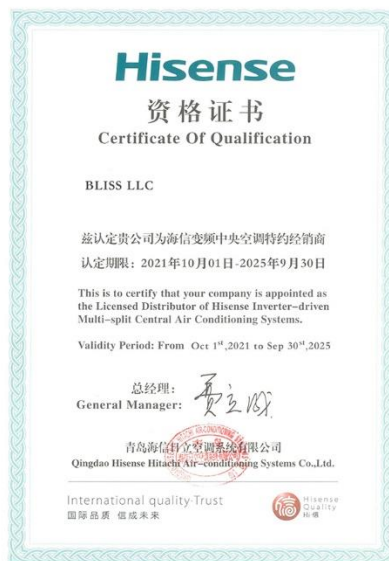 Hisense
资格证书
Certificate Of Qualification
BLISS LLC
兹认定贵公司为海信变频中央空调特约经销商
认定期限：2021年10月01日-2025年9月30日
This is to certify that your company is appointed as
the Licensed Distributor of Hisense Inverter-driven
Multi-split Central Air Conditioning Systems.
Validity Period: From Oct 1st,2021 to Sep 30st,2025
总经理：
General Manager:
青岛海信日立空调系统有限公司
Qingdao Hisense Hitachi Air-conditioning Systems Co.,Ltd.
International quality·Trust
国际品质 信成未来
信
Hisense
Quality